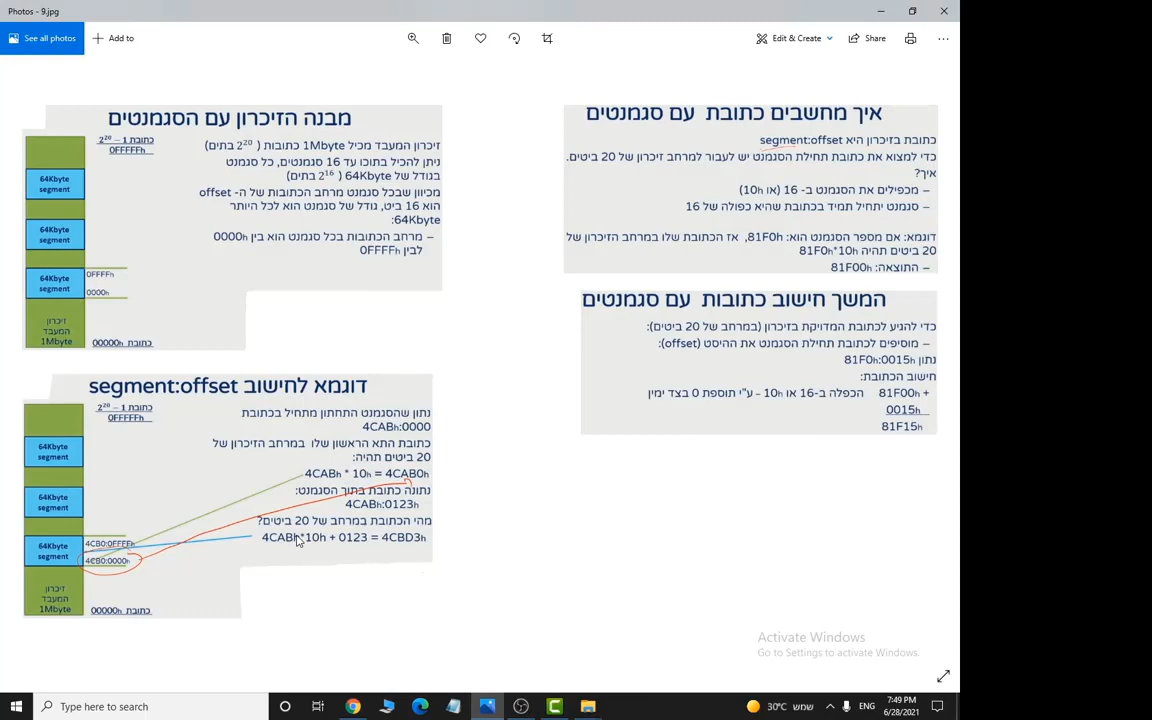 Photos - 9.jpg
See all photos
Add to
Edit & Create
Share
מבנה הזיכרון עם הסגמנטים
כתובת 2²⁰ – 1
0FFFFFh
זיכרון המעבד מכיל 1Mbyte כתובות ( 2²⁰ בתים)
ניתן להכיל בתוכו עד 16 סגמנטים, כל סגמנט
בגודל של 64Kbyte ( 2¹⁶ בתים)
מכיוון שבכל סגמנט מרחב הכתובות של ה- offset
הוא 16 ביט, גודל של סגמנט הוא לכל היותר
64Kbyte:
– מרחב הכתובות בכל סגמנט הוא בין 0000h
לבין 0FFFFh
64Kbyte
segment
64Kbyte
segment
64Kbyte
segment
0FFFFh
0000h
זיכרון
המעבד
1Mbyte
כתובת 00000h
איך מחשבים כתובת עם סגמנטים
כתובת בזיכרון היא segment:offset
כדי למצוא את כתובת תחילת הסגמנט יש לעבור למרחב זיכרון של 20 ביטים.
איך?
– מכפילים את הסגמנט ב- 16 (או 10h)
– סגמנט יתחיל תמיד בכתובת שהיא כפולה של 16
דוגמא: אם מספר הסגמנט הוא: 81F0h, אז הכתובת שלו במרחב הזיכרון של
20 ביטים תהיה 81F0h*10h
– התוצאה: 81F00h
המשך חישוב כתובות עם סגמנטים
כדי להגיע לכתובת המדויקת בזיכרון (במרחב של 20 ביטים):
– מוסיפים לכתובת תחילת הסגמנט את ההיסט (offset):
נתון 81F0h:0015h
חישוב הכתובת:
81F00h + הכפלה ב-16 או 10h – ע"י תוספת 0 בצד ימין
0015h
81F15h
דוגמא לחישוב segment:offset
כתובת 2²⁰ – 1
0FFFFFh
נתון שהסגמנט התחתון מתחיל בכתובת
4CABh:0000
כתובת התא הראשון שלו במרחב הזיכרון של
20 ביטים תהיה:
4CABh * 10h = 4CAB0h
נתונה כתובת בתוך הסגמנט:
4CABh:0123h
מהי הכתובת במרחב של 20 ביטים?
4CABh*10h + 0123 = 4CBD3h
64Kbyte
segment
64Kbyte
segment
64Kbyte
segment
4CB0:0FFFFh
4CB0:0000h
זיכרון
המעבד
1Mbyte
כתובת 00000h
Activate Windows
Go to Settings to activate Windows.
Type here to search
30°C שמש
ENG
7:49 PM
6/28/2021